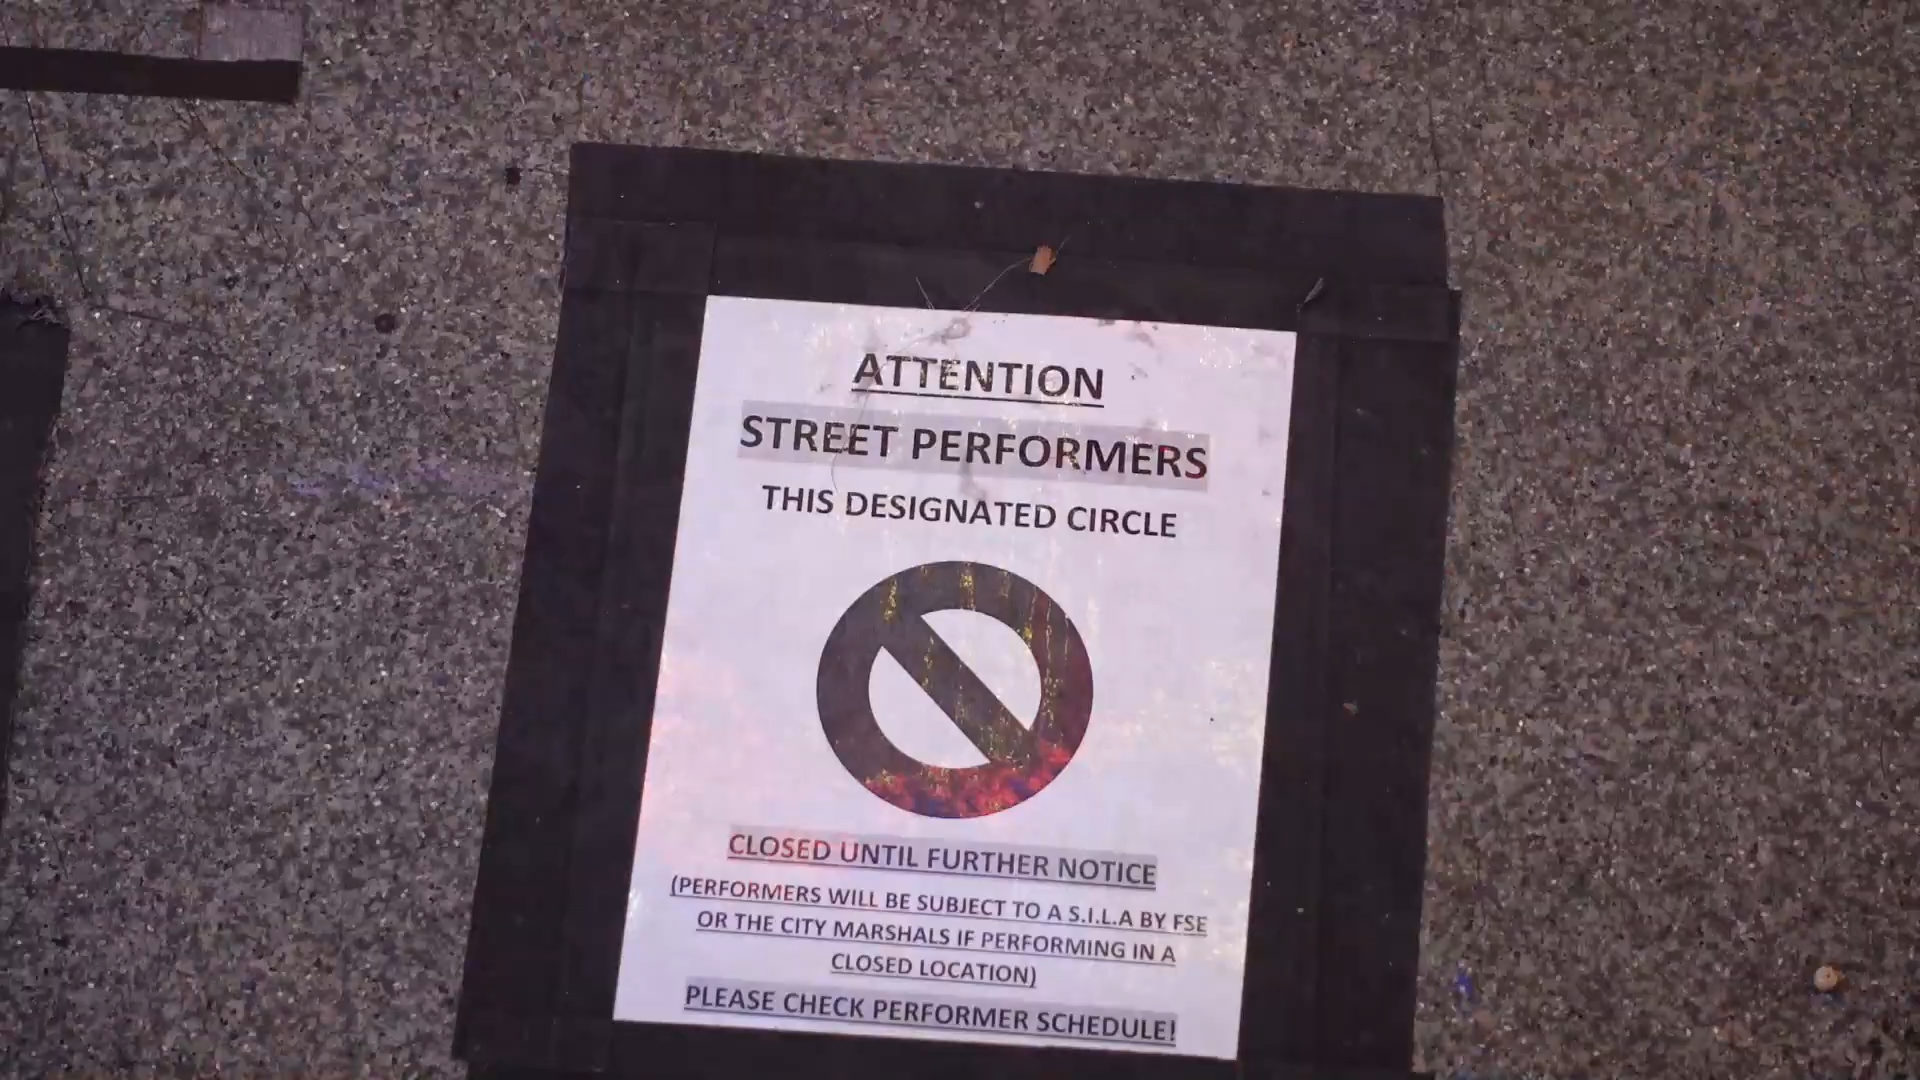 ATTENTION
STREET PERFORMERS
THIS DESIGNATED CIRCLE
CLOSED UNTIL FURTHER NOTICE
(PERFORMERS WILL BE SUBJECT TO A S.I.L.A BY FSE
OR THE CITY MARSHALS IF PERFORMING IN A
CLOSED LOCATION)
PLEASE CHECK PERFORMER SCHEDULE!